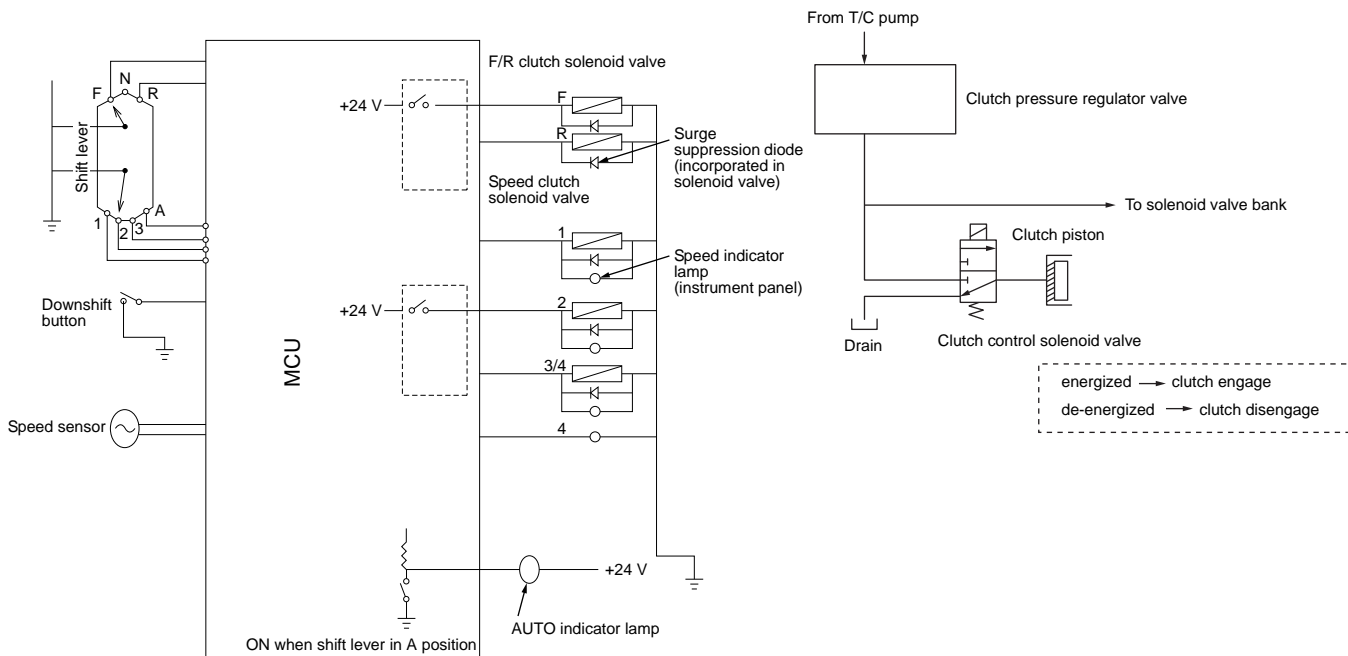 From T/C pump
F/R clutch solenoid valve
Clutch pressure regulator valve
N
F
R
Shift lever
1
2
3
A
+24 V
F
R
Surge
suppression diode
(incorporated in
solenoid valve)
Speed clutch
solenoid valve
To solenoid valve bank
1
Speed indicator
lamp
(instrument panel)
Clutch piston
Downshift
button
+24 V
2
MCU
Drain
Clutch control solenoid valve
3/4
energized
clutch engage
de-energized
clutch disengage
Speed sensor
4
+24 V
AUTO indicator lamp
ON when shift lever in A position